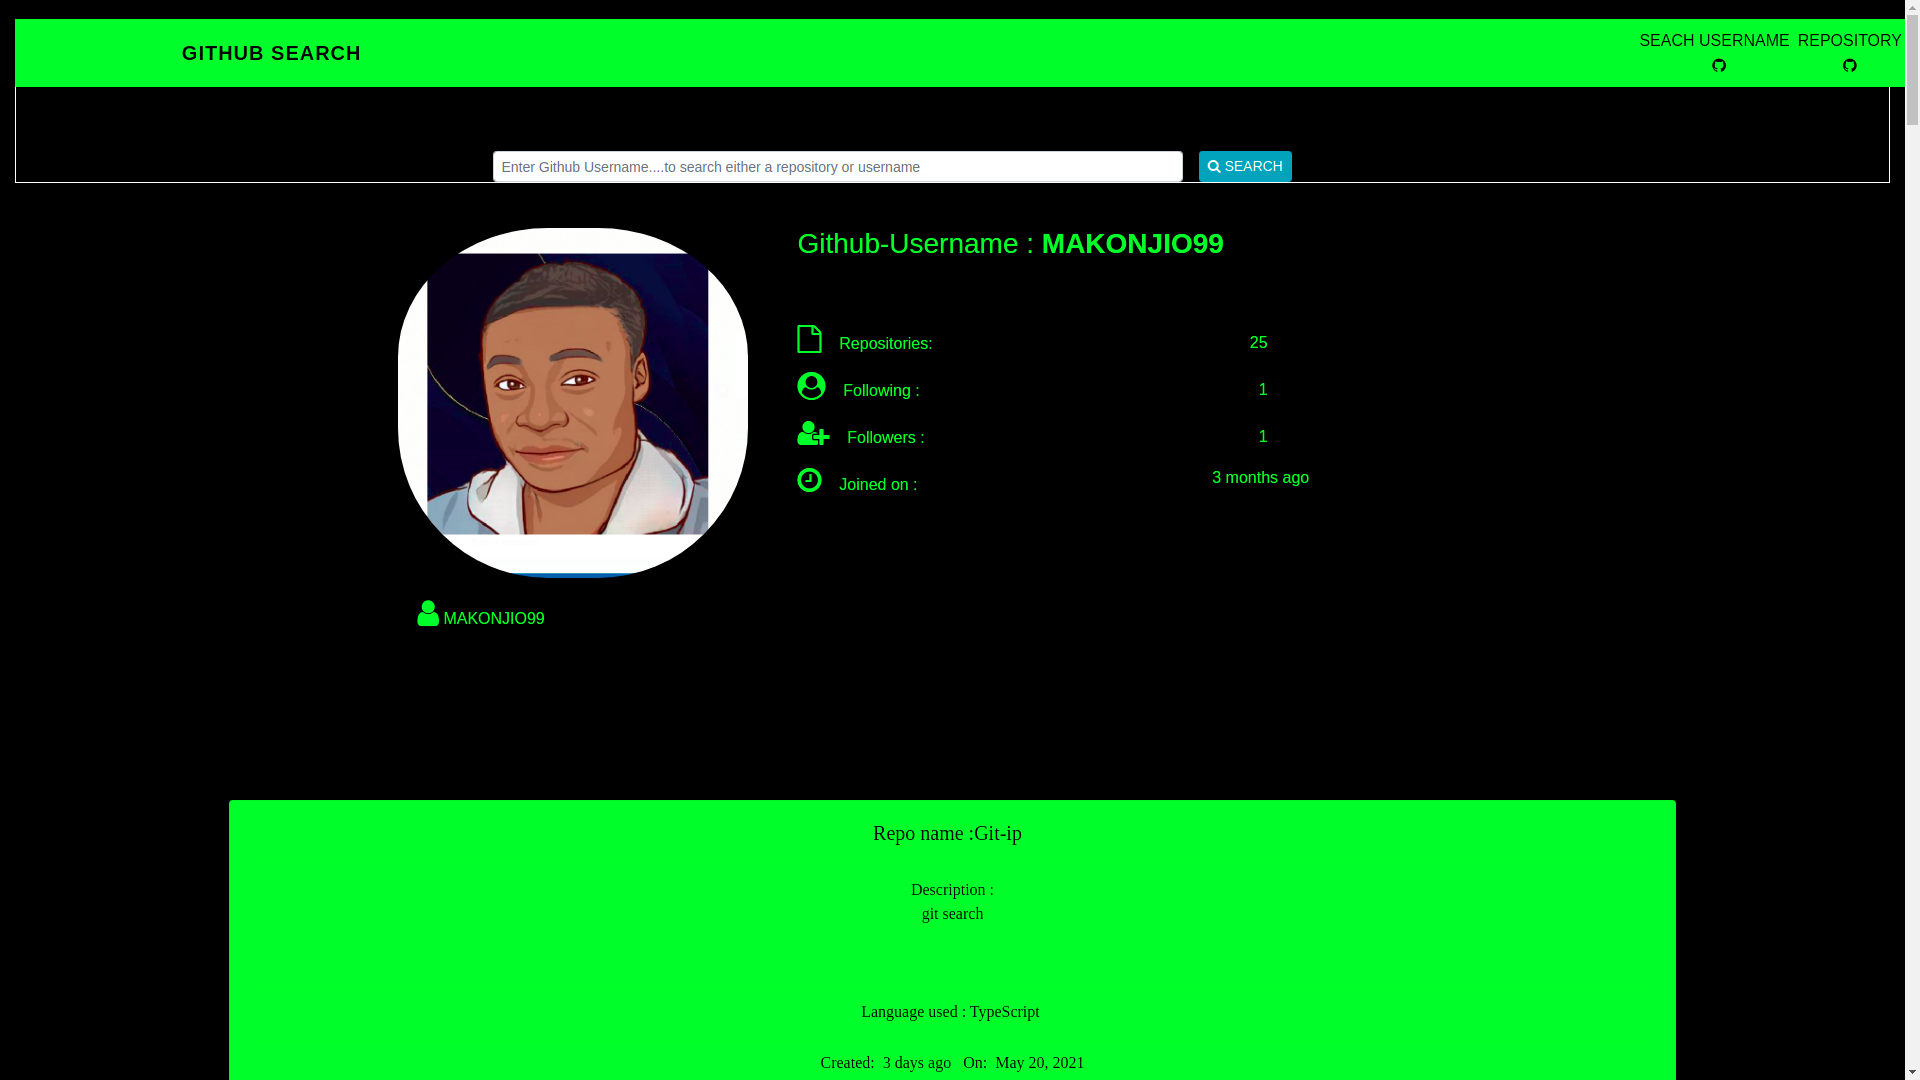 GITHUB SEARCH
SEACH USERNAME
REPOSITORY
Enter Github Username....to search either a repository or username
SEARCH
Github-Username : MAKONJIO99
Repositories: 25
Following : 1
Followers : 1
Joined on : 3 months ago
MAKONJIO99
Repo name :Git-ip
Description :
git search
Language used : TypeScript
Created: 3 days ago On: May 20, 2021